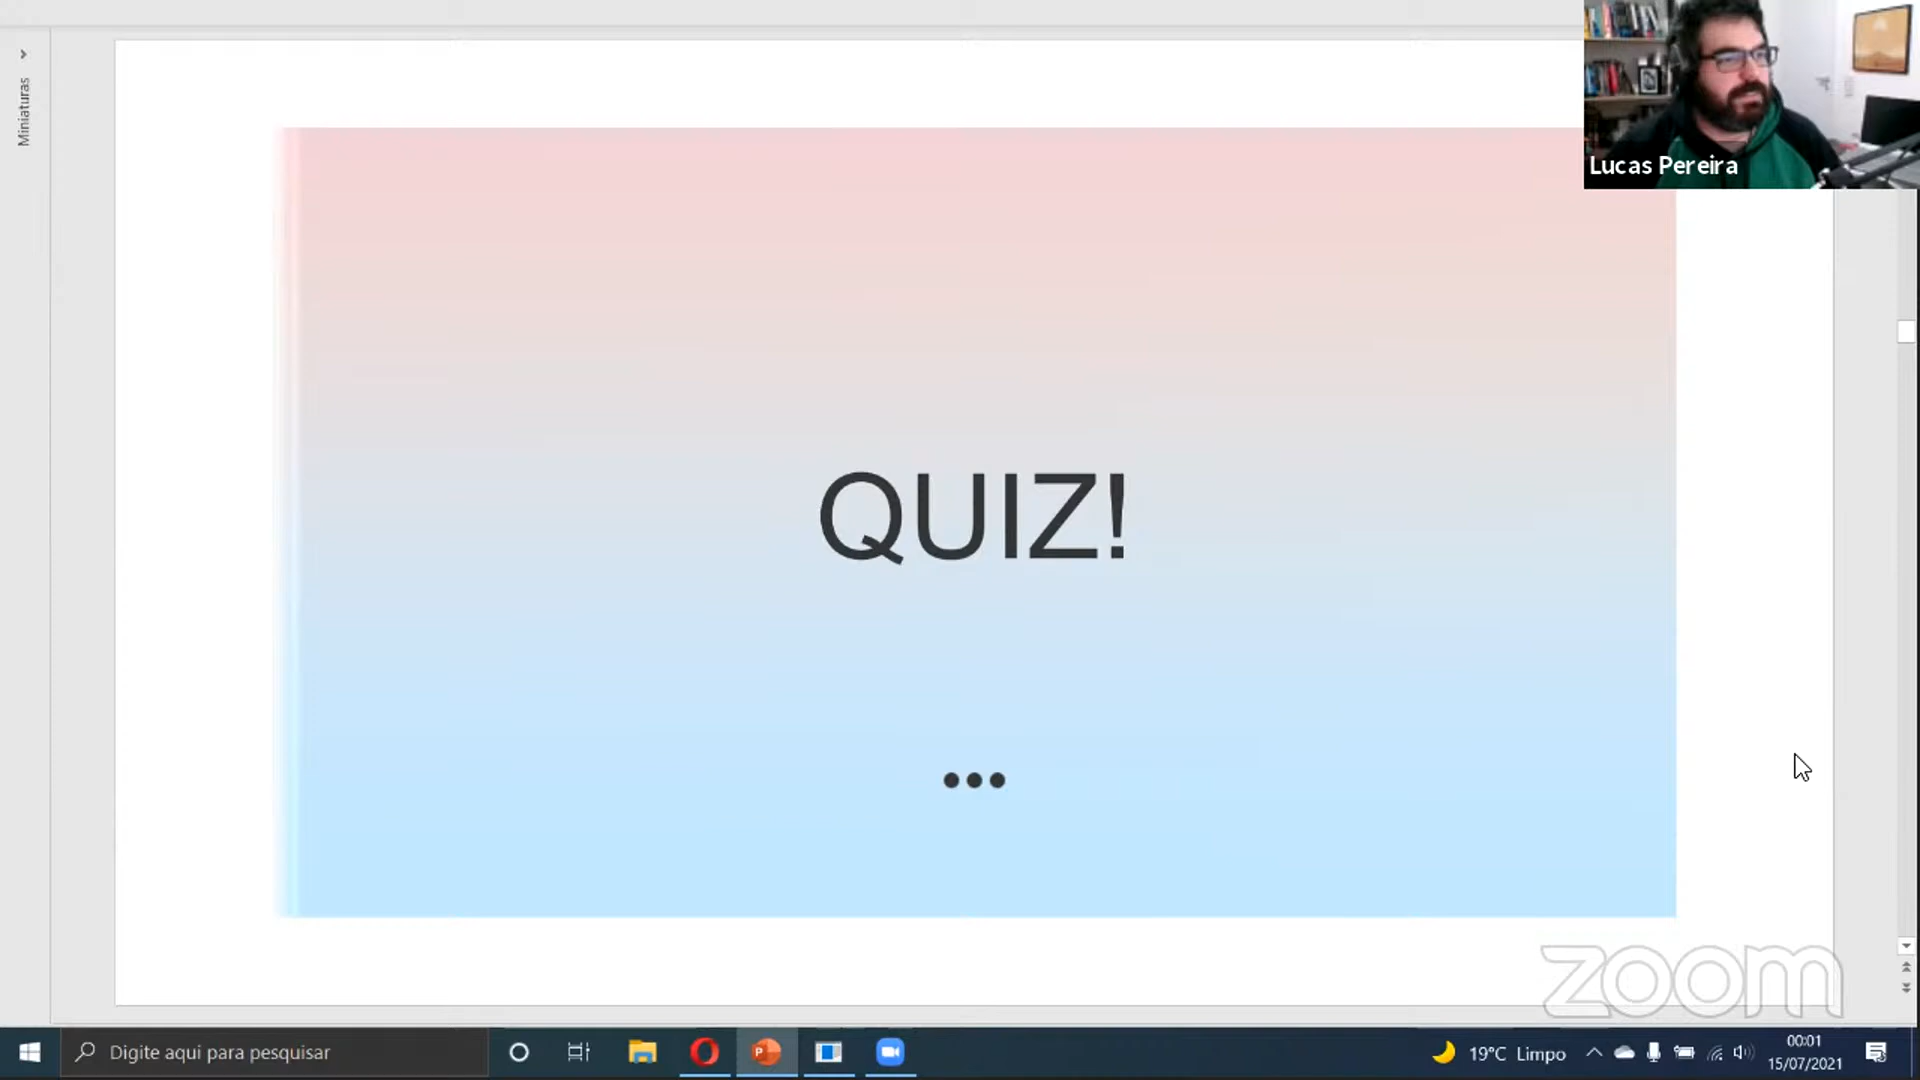 Miniaturas
Lucas Pereira
QUIZ!
zoom
Digite aqui para pesquisar
19°C Limpo
00:01
15/07/2021